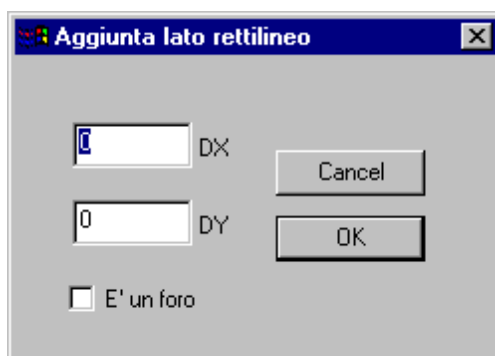 Aggiunta lato rettilineo
0 DX
Cancel
0 DY
OK
E' un foro